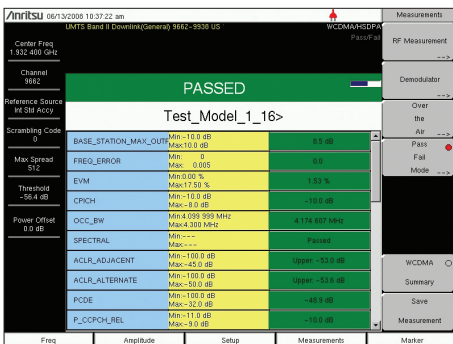 Anritsu 06/13/2008 10:37:22 am
UMTS Band II Downlink(General) 9662-9938 US
WCDMA/HSDPA
Pass/Fail
Measurements
Center Freq
1.932 400 GHz
Channel
9662
Reference Source
Int Std Accy
Scrambling Code
0
Max Spread
512
Threshold
-56.4 dB
Power Offset
0.0 dB
PASSED
Test_Model_1_16>
BASE_STATION_MAX_OUTP Min:-10.0 dB
Max:10.0 dB
8.5 dB
FREQ_ERROR Min: 0
Max: 0.005
0.0
EVM Min:0.00 %
Max:17.50 %
1.53 %
CPICH Min:-10.0 dB
Max:-8.0 dB
-10.0 dB
OCC_BW Min:4.099 999 MHz
Max:4.300 MHz
4.174 607 MHz
SPECTRAL Min:---
Max:---
Passed
ACLR_ADJACENT Min:-100.0 dB
Max:-45.0 dB
Upper: -53.0 dB
ACLR_ALTERNATE Min:-100.0 dB
Max:-50.0 dB
Upper: -53.6 dB
PCDE Min:-100.0 dB
Max:-32.0 dB
-48.9 dB
P_CCPCH_REL Min:-11.0 dB
Max:-9.0 dB
-10.0 dB
RF Measurement
-->
Demodulator
-->
Over
the
Air -->
Pass
Fail
Mode -->
WCDMA
Summary
Save
Measurement
Freq Amplitude Setup Measurements Marker